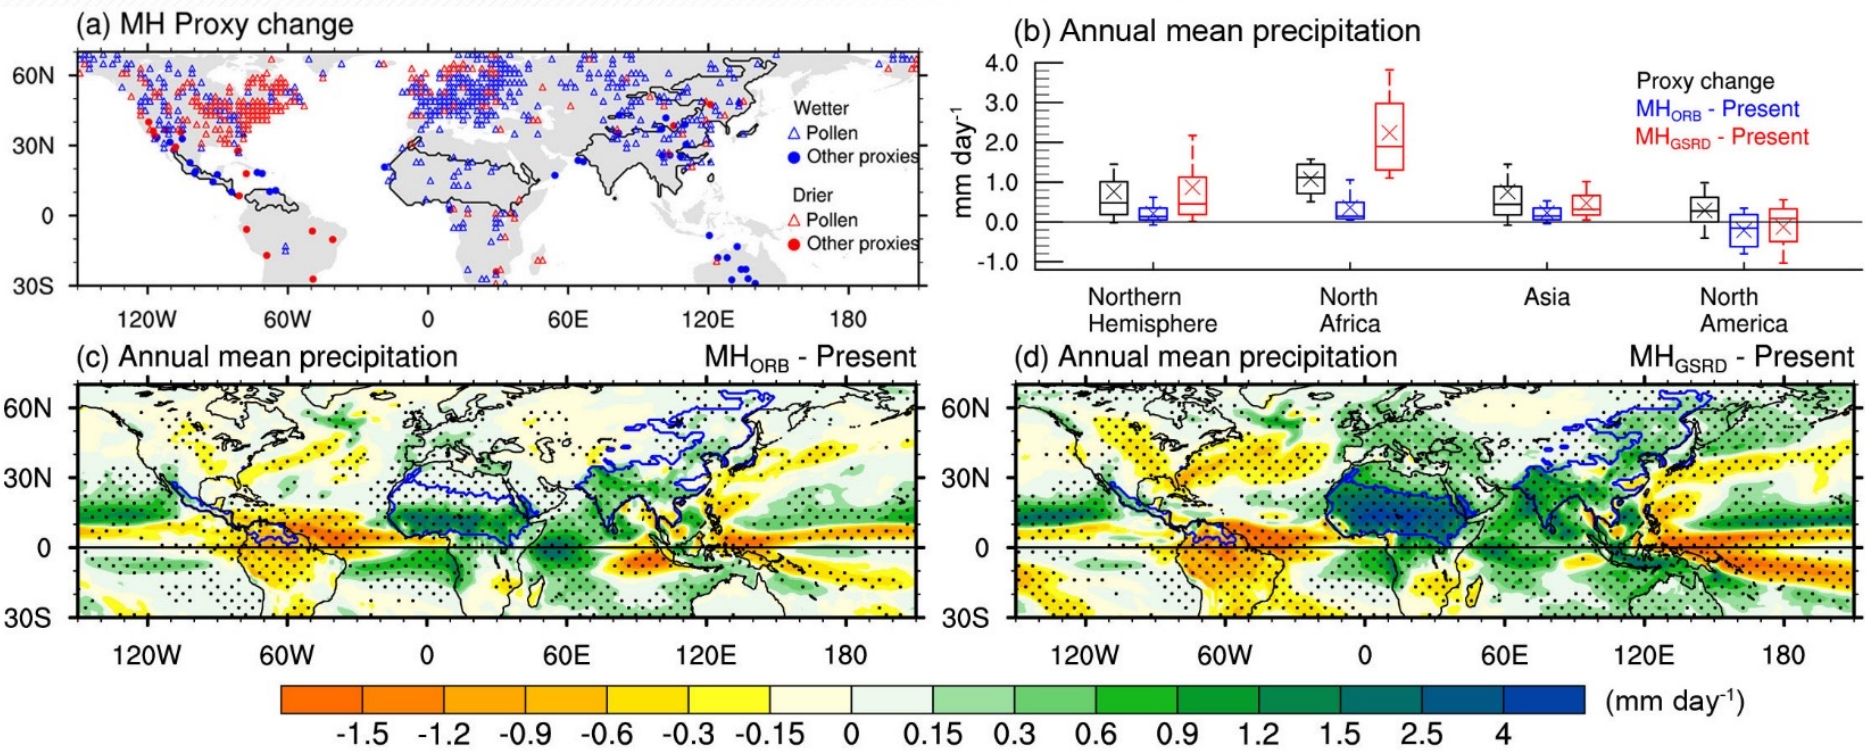 (a) MH Proxy change
60N
30N
0
30S
120W 60W 0 60E 120E 180
Wetter
Pollen
Other proxies
Drier
Pollen
Other proxies
(b) Annual mean precipitation
mm day-1
4.0
3.0
2.0
1.0
0.0
-1.0
Proxy change
MHORB - Present
MHGSRD - Present
Northern Hemisphere
North Africa
Asia
North America
(c) Annual mean precipitation MHORB - Present
60N
30N
0
30S
120W 60W 0 60E 120E 180
(d) Annual mean precipitation MHGSRD - Present
60N
30N
0
30S
120W 60W 0 60E 120E 180
-1.5 -1.2 -0.9 -0.6 -0.3 -0.15 0 0.15 0.3 0.6 0.9 1.2 1.5 2.5 4
(mm day-1)